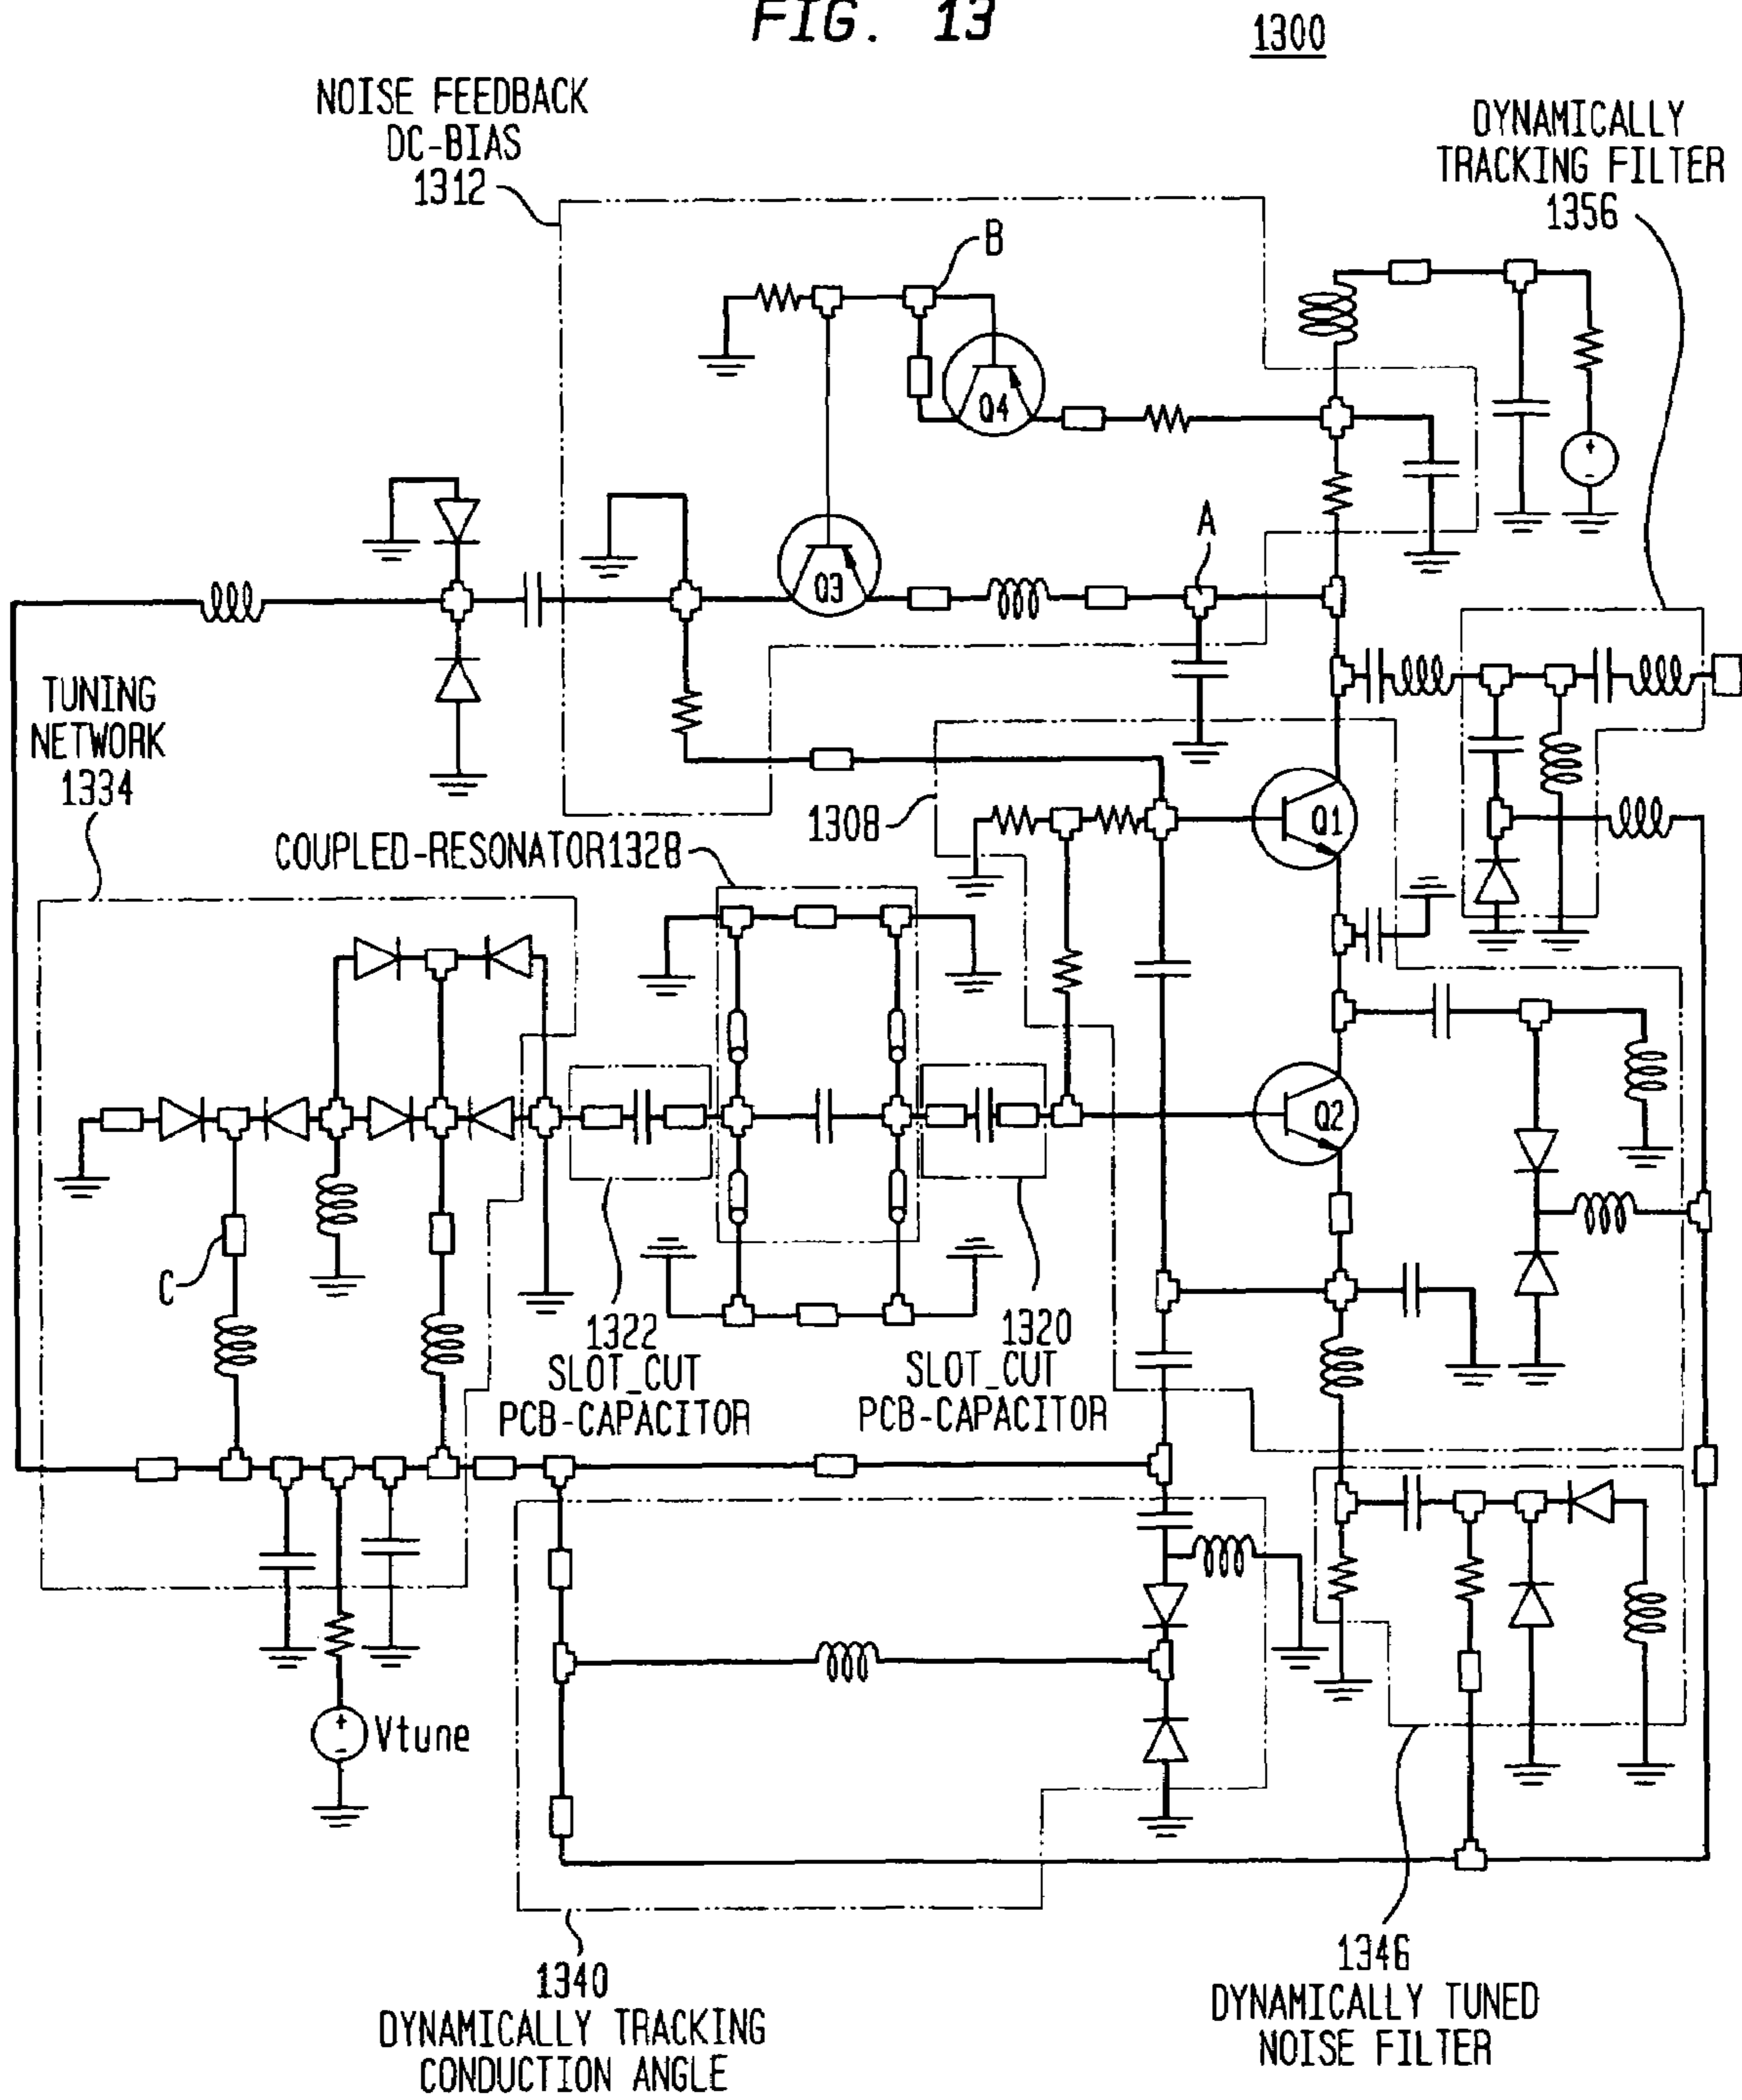 FIG. 13
1300
NOISE FEEDBACK
DC-BIAS
1312
DYNAMICALLY
TRACKING FILTER
1356
B
Q4
A
Q3
TUNING
NETWORK
1334
1308
Q1
COUPLED-RESONATOR1328
Q2
C
1322
SLOT_CUT
PCB-CAPACITOR
1320
SLOT_CUT
PCB-CAPACITOR
+
-
+
-
Vtune
1340
DYNAMICALLY TRACKING
CONDUCTION ANGLE
1346
DYNAMICALLY TUNED
NOISE FILTER